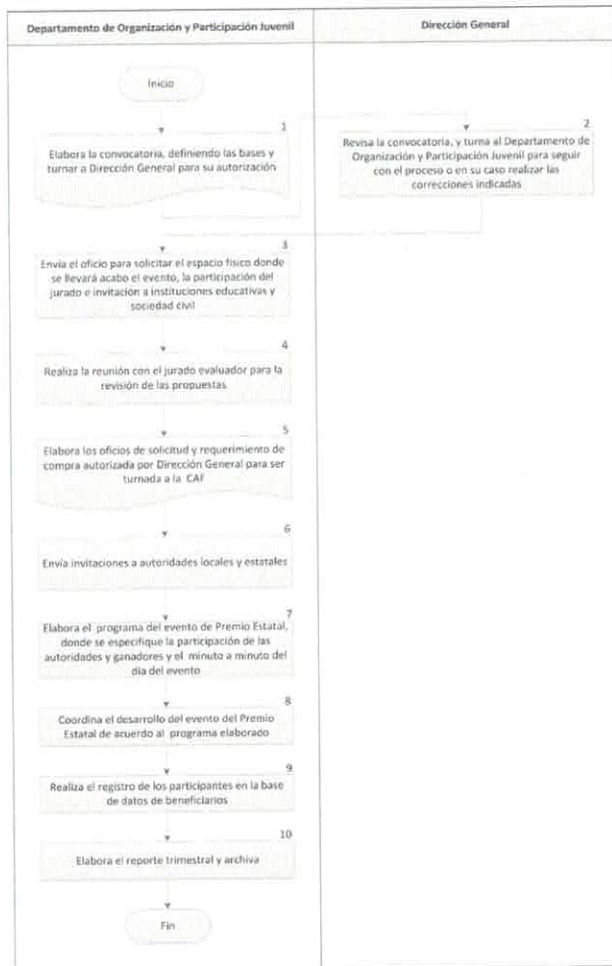 Departamento de Organización y Participación Juvenil
Dirección General
Inicio
1
Elabora la convocatoria, definiendo las bases y
turnar a Dirección General para su autorización
2
Revisa la convocatoria, y turna al Departamento de
Organización y Participación Juvenil para seguir
con el proceso o en su caso realizar las
correcciones indicadas
3
Envía el oficio para solicitar el espacio físico donde
se llevará acabo el evento, la participación del
jurado e invitación a instituciones educativas y
sociedad civil
4
Realiza la reunión con el jurado evaluador para la
revisión de las propuestas
5
Elabora los oficios de solicitud y requerimiento de
compra autorizada por Dirección General para ser
turnada a la CAF
6
Envía invitaciones a autoridades locales y estatales
7
Elabora el programa del evento de Premio Estatal,
donde se especifique la participación de las
autoridades y ganadores y el minuto a minuto del
día del evento
8
Coordina el desarrollo del evento del Premio
Estatal de acuerdo al programa elaborado
9
Realiza el registro de los participantes en la base
de datos de beneficiarios
10
Elabora el reporte trimestral y archiva
Fin